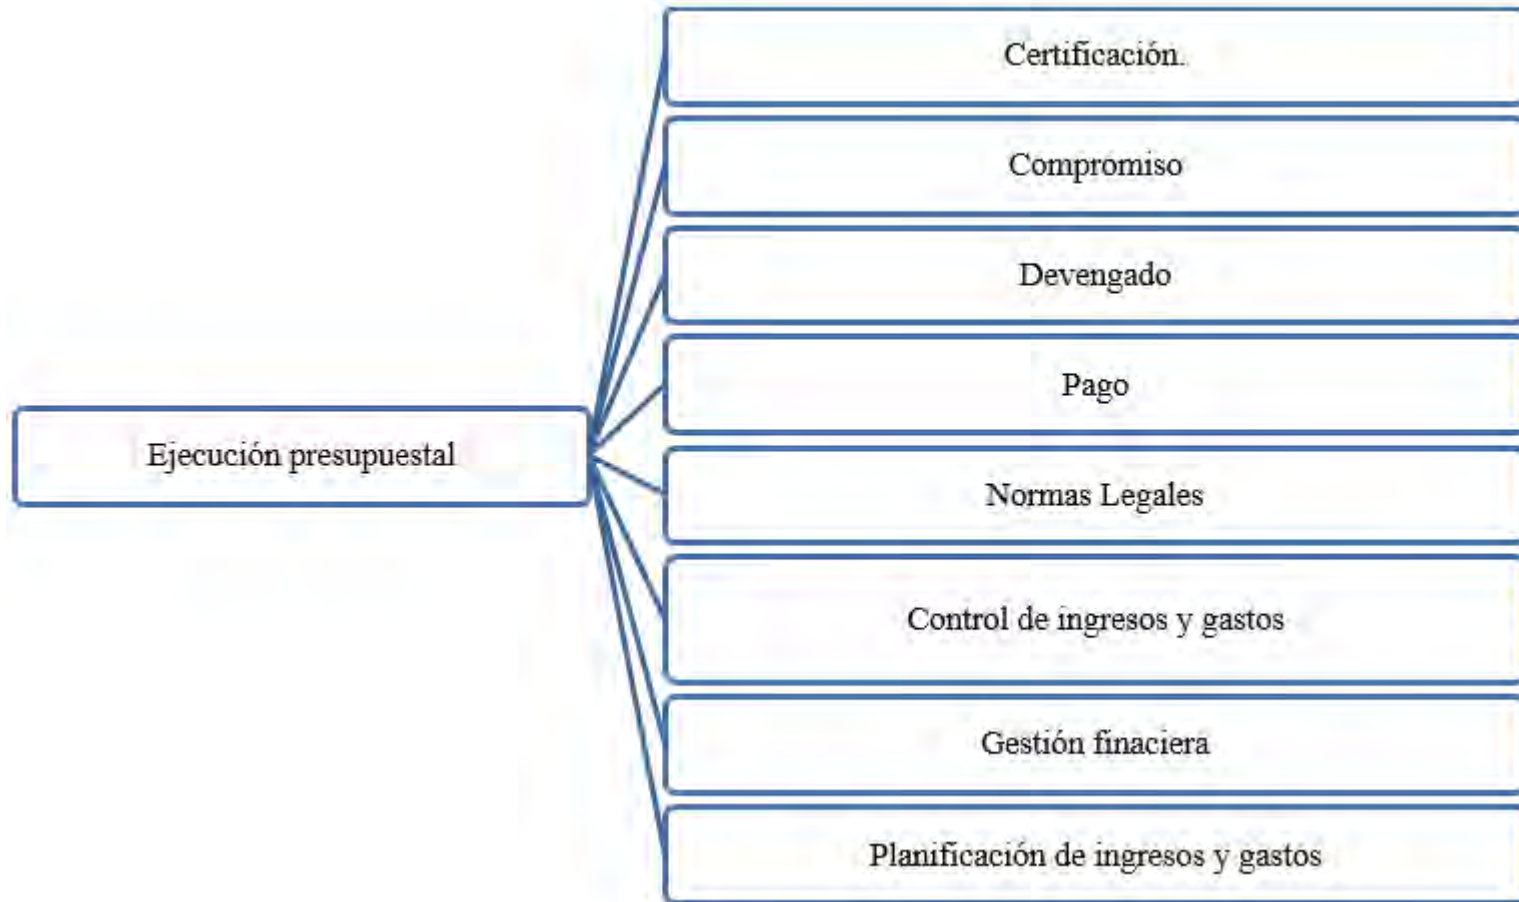 Certificación.
Compromiso
Devengado
Pago
Ejecución presupuestal
Normas Legales
Control de ingresos y gastos
Gestión finaciera
Planificación de ingresos y gastos